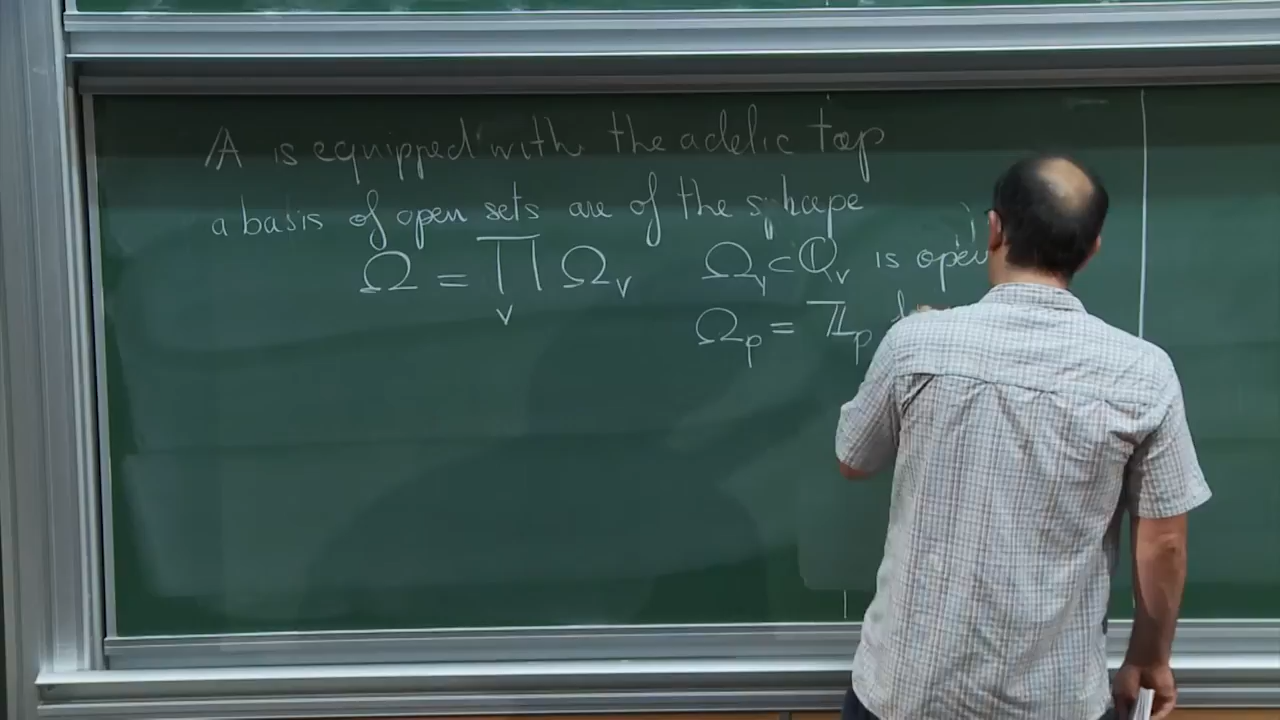 𝔸 is equipped with the adelic top
a basis of open sets are of the shape
Ω = ∏_v Ω_v Ω_v ⊂ ℚ_v is open
Ω_p = ℤ_p